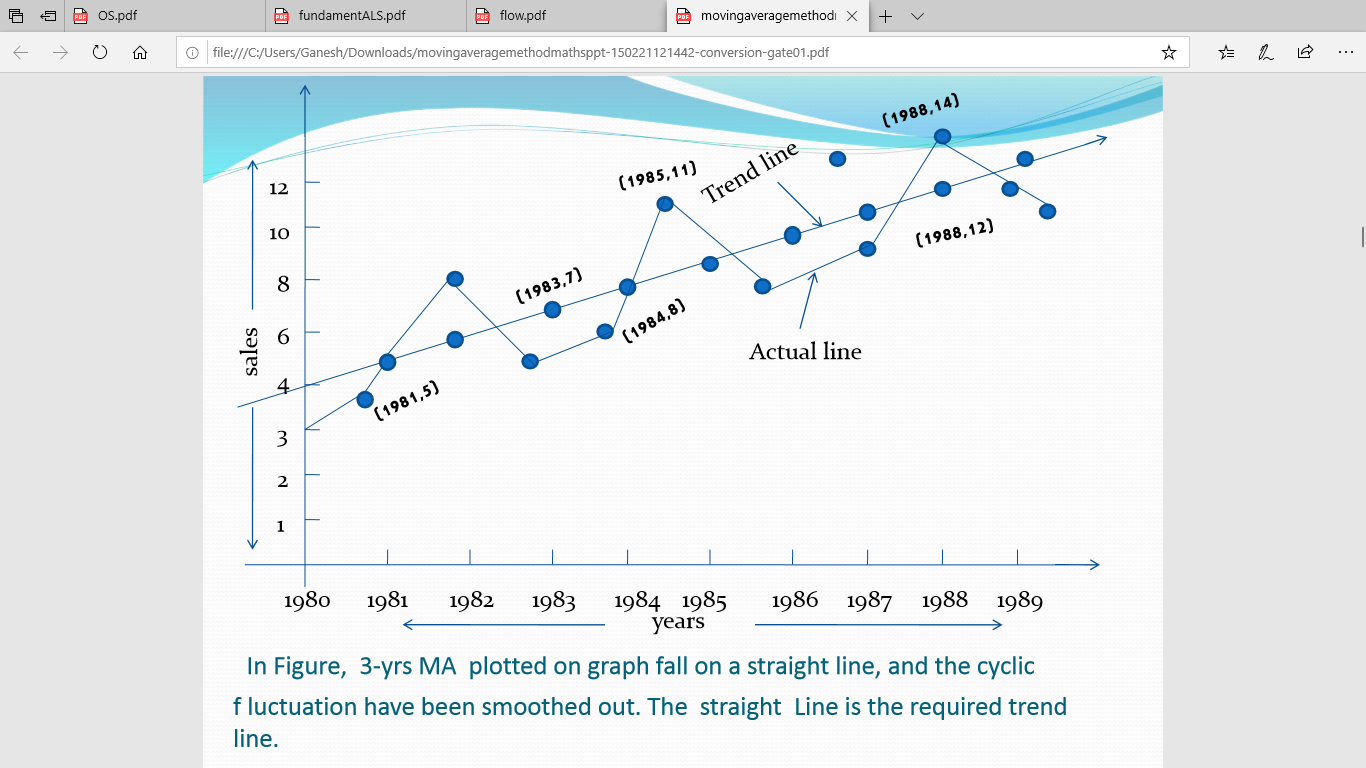 OS.pdf
fundamentALS.pdf
flow.pdf
movingaveragemethodm
file:///C:/Users/Ganesh/Downloads/movingaveragemethodmathsppt-150221121442-conversion-gate01.pdf
(1988,14)
Trend line
(1985,11)
12
10
(1988,12)
8
(1983,7)
(1984,8)
6
sales
Actual line
4
(1981,5)
3
2
1
1980 1981 1982 1983 1984 1985 1986 1987 1988 1989
years
In Figure, 3-yrs MA plotted on graph fall on a straight line, and the cyclic
f luctuation have been smoothed out. The straight Line is the required trend
line.